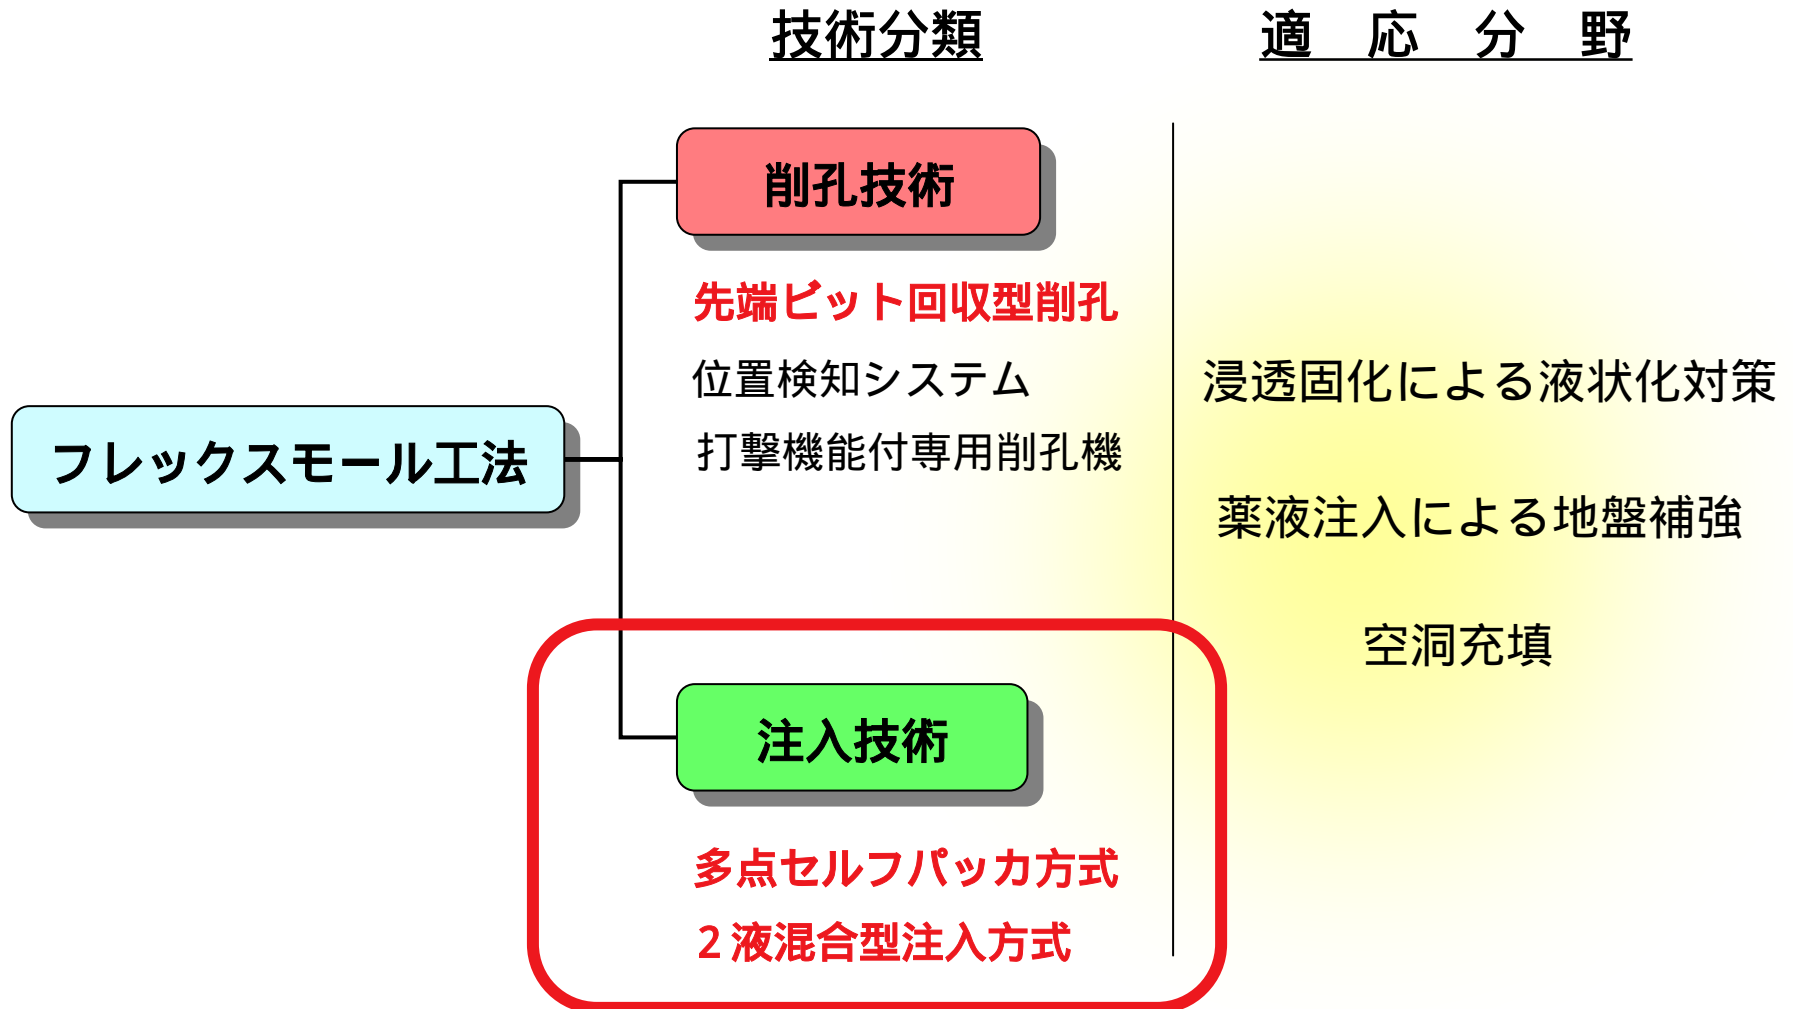 技術分類
適　応　分　野
削孔技術
先端ビット回収型削孔
位置検知システム
打撃機能付専用削孔機
フレックスモール工法
注入技術
多点セルフパッカ方式
2 液混合型注入方式
浸透固化による液状化対策
薬液注入による地盤補強
空洞充填